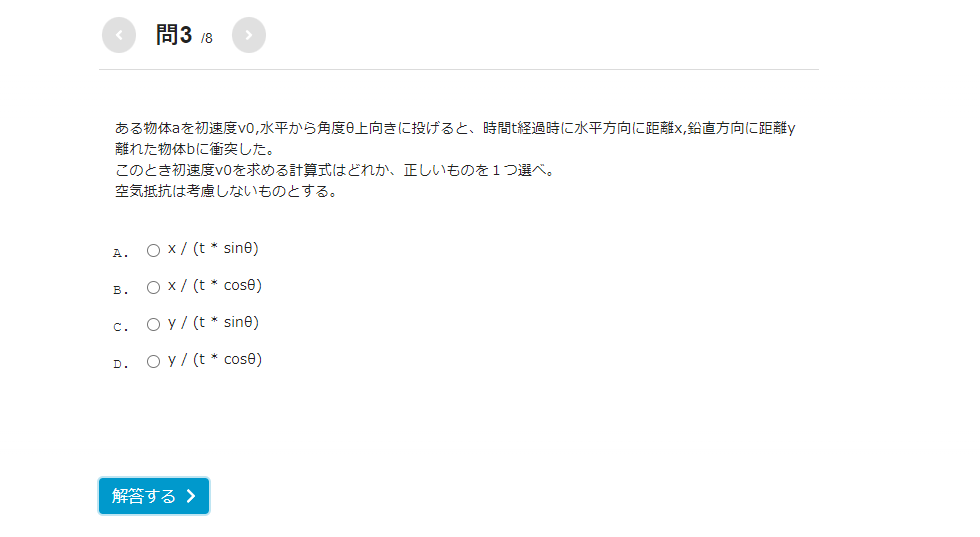 問3 /8
ある物体aを初速度v0,水平から角度θ上向きに投げると、時間t経過時に水平方向に距離x,鉛直方向に距離y
離れた物体bに衝突した。
このとき初速度v0を求める計算式はどれか、正しいものを１つ選べ。
空気抵抗は考慮しないものとする。
A. x / (t * sinθ)
B. x / (t * cosθ)
C. y / (t * sinθ)
D. y / (t * cosθ)
解答する